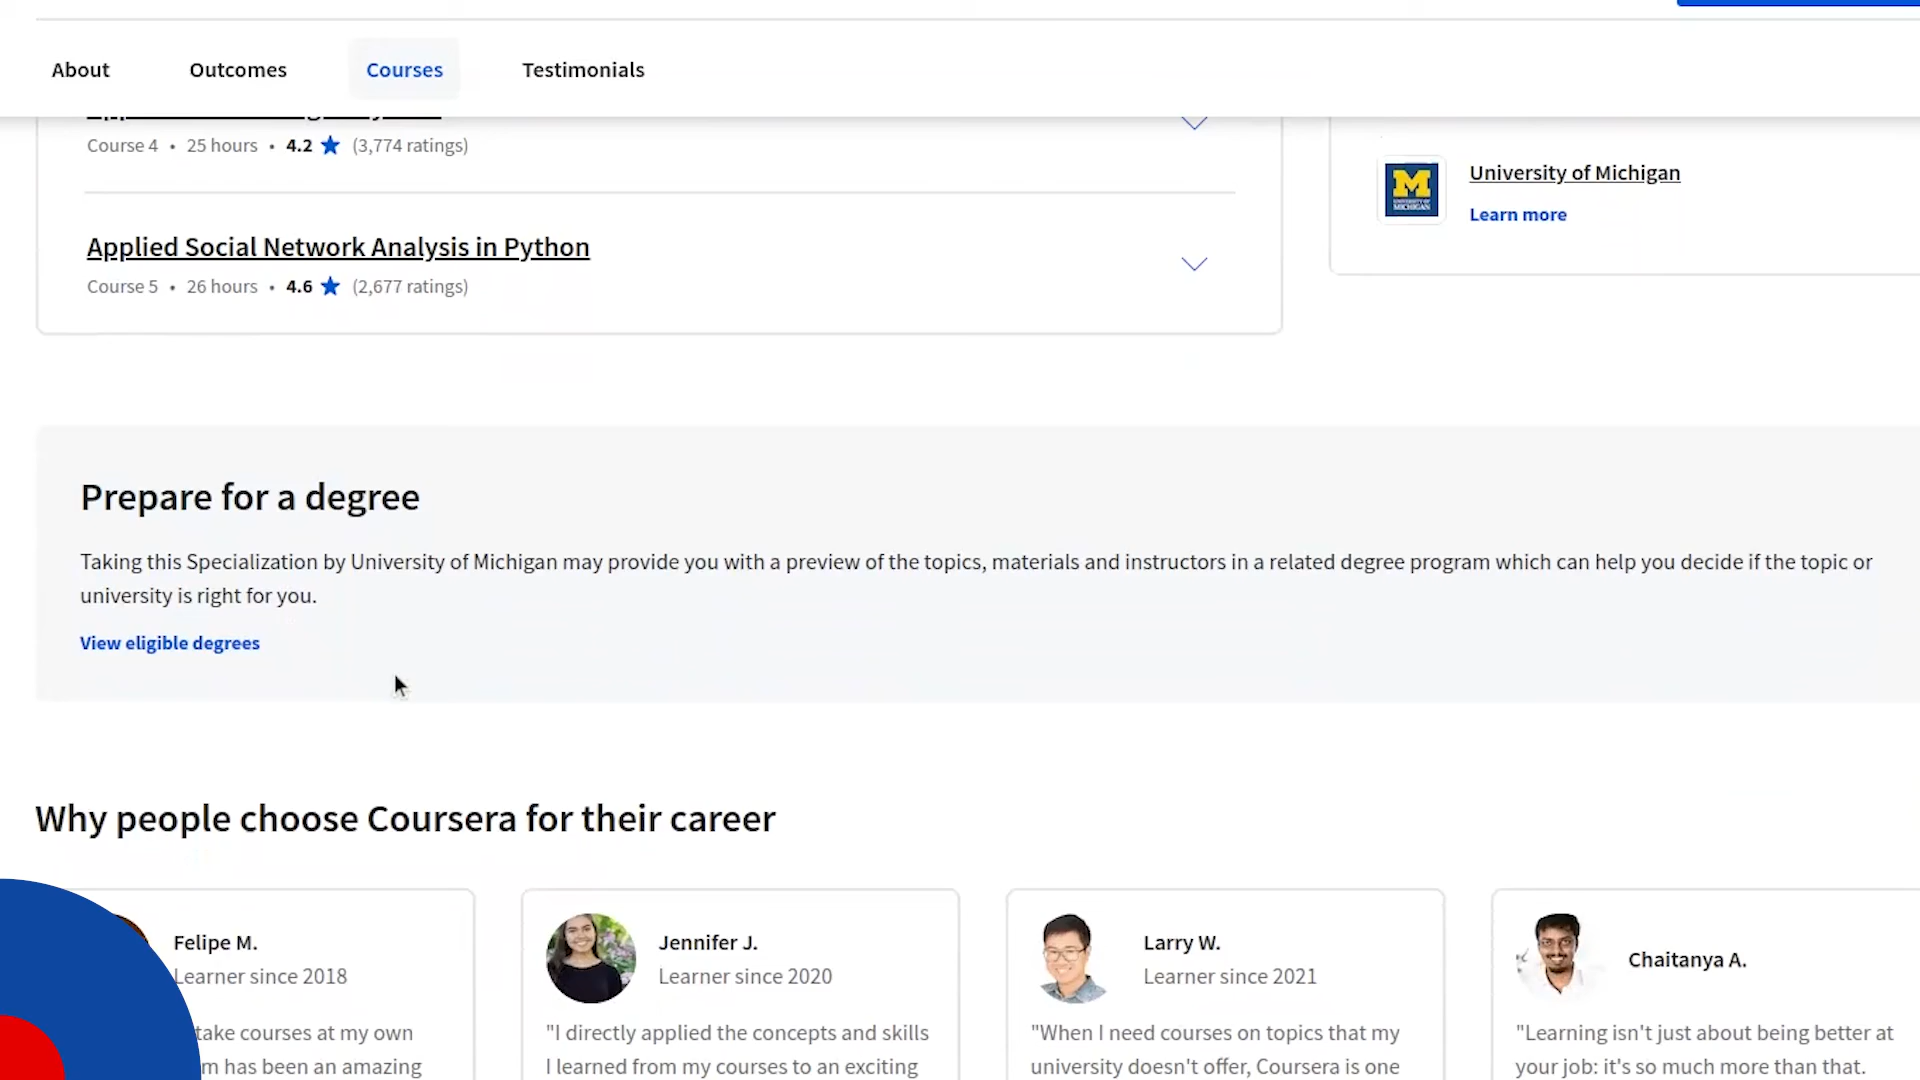 About Outcomes Courses Testimonials
Course 4 • 25 hours • 4.2 ★ (3,774 ratings)
University of Michigan
Learn more
Applied Social Network Analysis in Python
Course 5 • 26 hours • 4.6 ★ (2,677 ratings)
Prepare for a degree
Taking this Specialization by University of Michigan may provide you with a preview of the topics, materials and instructors in a related degree program which can help you decide if the topic or
university is right for you.
View eligible degrees
Why people choose Coursera for their career
Felipe M.
Learner since 2018
take courses at my own
has been an amazing
Jennifer J.
Learner since 2020
"I directly applied the concepts and skills
I learned from my courses to an exciting
Larry W.
Learner since 2021
"When I need courses on topics that my
university doesn't offer, Coursera is one
Chaitanya A.
"Learning isn't just about being better at
your job: it's so much more than that.